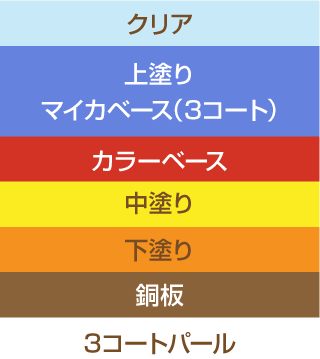 クリア
上塗り
マイカベース(3コート)
カラーベース
中塗り
下塗り
銅板
3コートパール